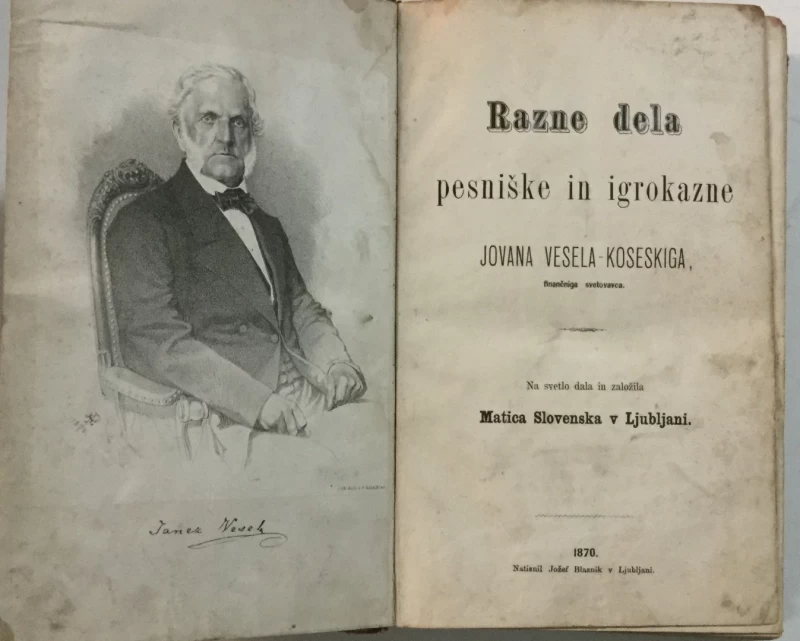 Janez Vesel
Razne dela
pesniške in igrokazne
JOVANA VESELA-KOSESKIGA,
finančniga svetovavca.
Na svetlo dala in založila
Matica Slovenska v Ljubljani.
1870.
Natisnil Jožef Blaznik v Ljubljani.